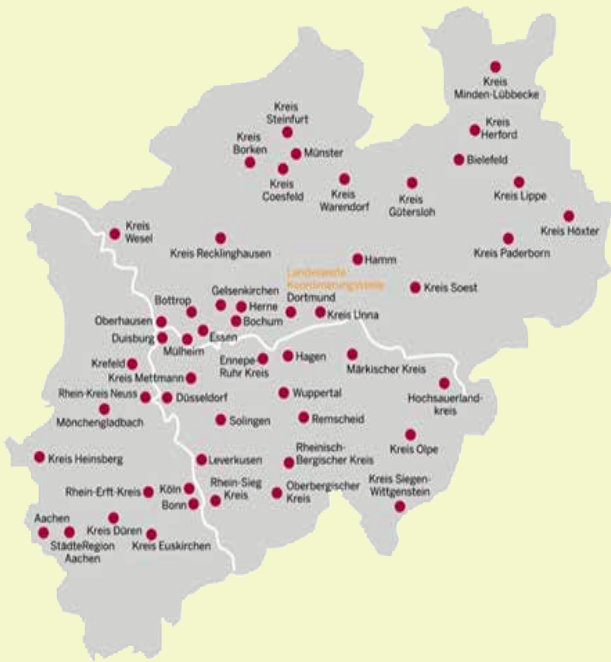 Kreis
Minden-Lübbecke
Kreis
Steinfurt
Kreis
Herford
Kreis
Borken
Münster
Bielefeld
Kreis
Coesfeld
Kreis
Warendorf
Kreis
Gütersloh
Kreis Lippe
Kreis
Wesel
Kreis Höxter
Kreis Recklinghausen
Kreis Paderborn
Hamm
Landesweite
Koordinierungsstelle
Kreis Soest
Gelsenkirchen
Bottrop
Herne
Dortmund
Kreis Unna
Oberhausen
Bochum
Duisburg
Essen
Mülheim
Krefeld
Ennepe-
Ruhr Kreis
Hagen
Märkischer Kreis
Kreis Mettmann
Rhein-Kreis Neuss
Düsseldorf
Wuppertal
Hochsauerland-
kreis
Mönchengladbach
Solingen
Remscheid
Kreis Olpe
Kreis Heinsberg
Leverkusen
Rheinisch-
Bergischer Kreis
Rhein-Erft-Kreis
Köln
Rhein-Sieg
Kreis
Oberbergischer
Kreis
Kreis Siegen-
Wittgenstein
Bonn
Aachen
Kreis Düren
StädteRegion
Aachen
Kreis Euskirchen